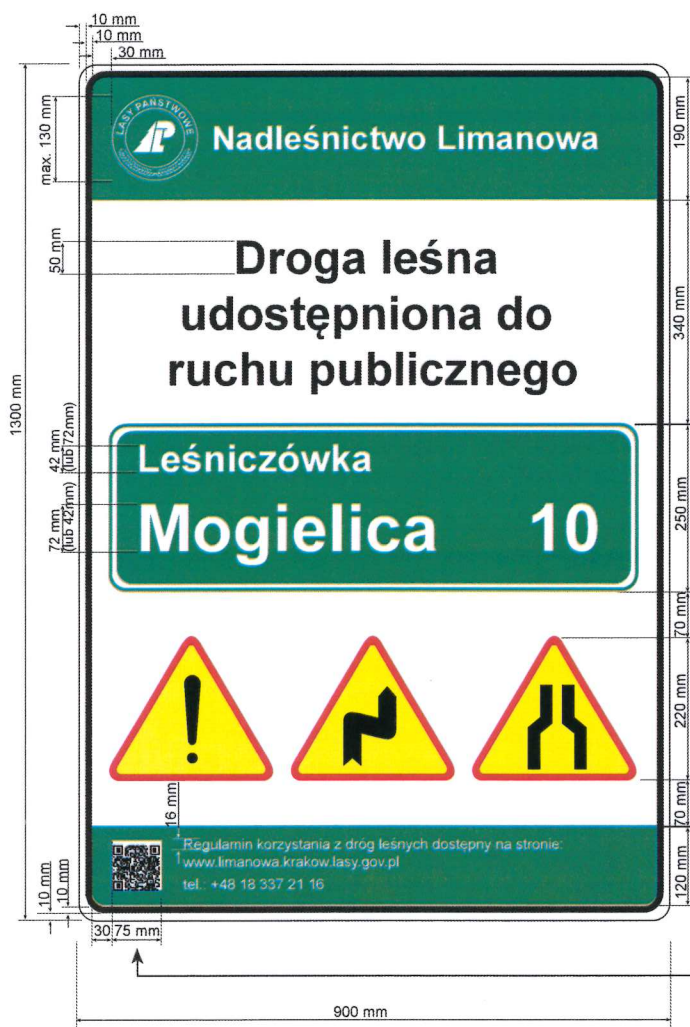 10 mm
10 mm
30 mm
max. 130 mm
190 mm
LASY PAŃSTWOWE
Nadleśnictwo Limanowa
50 mm
Droga leśna
udostępniona do
ruchu publicznego
340 mm
1300 mm
42 mm
(lub 72mm)
Leśniczówka
72 mm
(lub 42mm)
Mogielica 10
250 mm
70 mm
220 mm
70 mm
16 mm
Regulamin korzystania z dróg leśnych dostępny na stronie:
www.limanowa.krakow.lasy.gov.pl
tel.: +48 18 337 21 16
120 mm
10 mm
10 mm
30
75 mm
900 mm